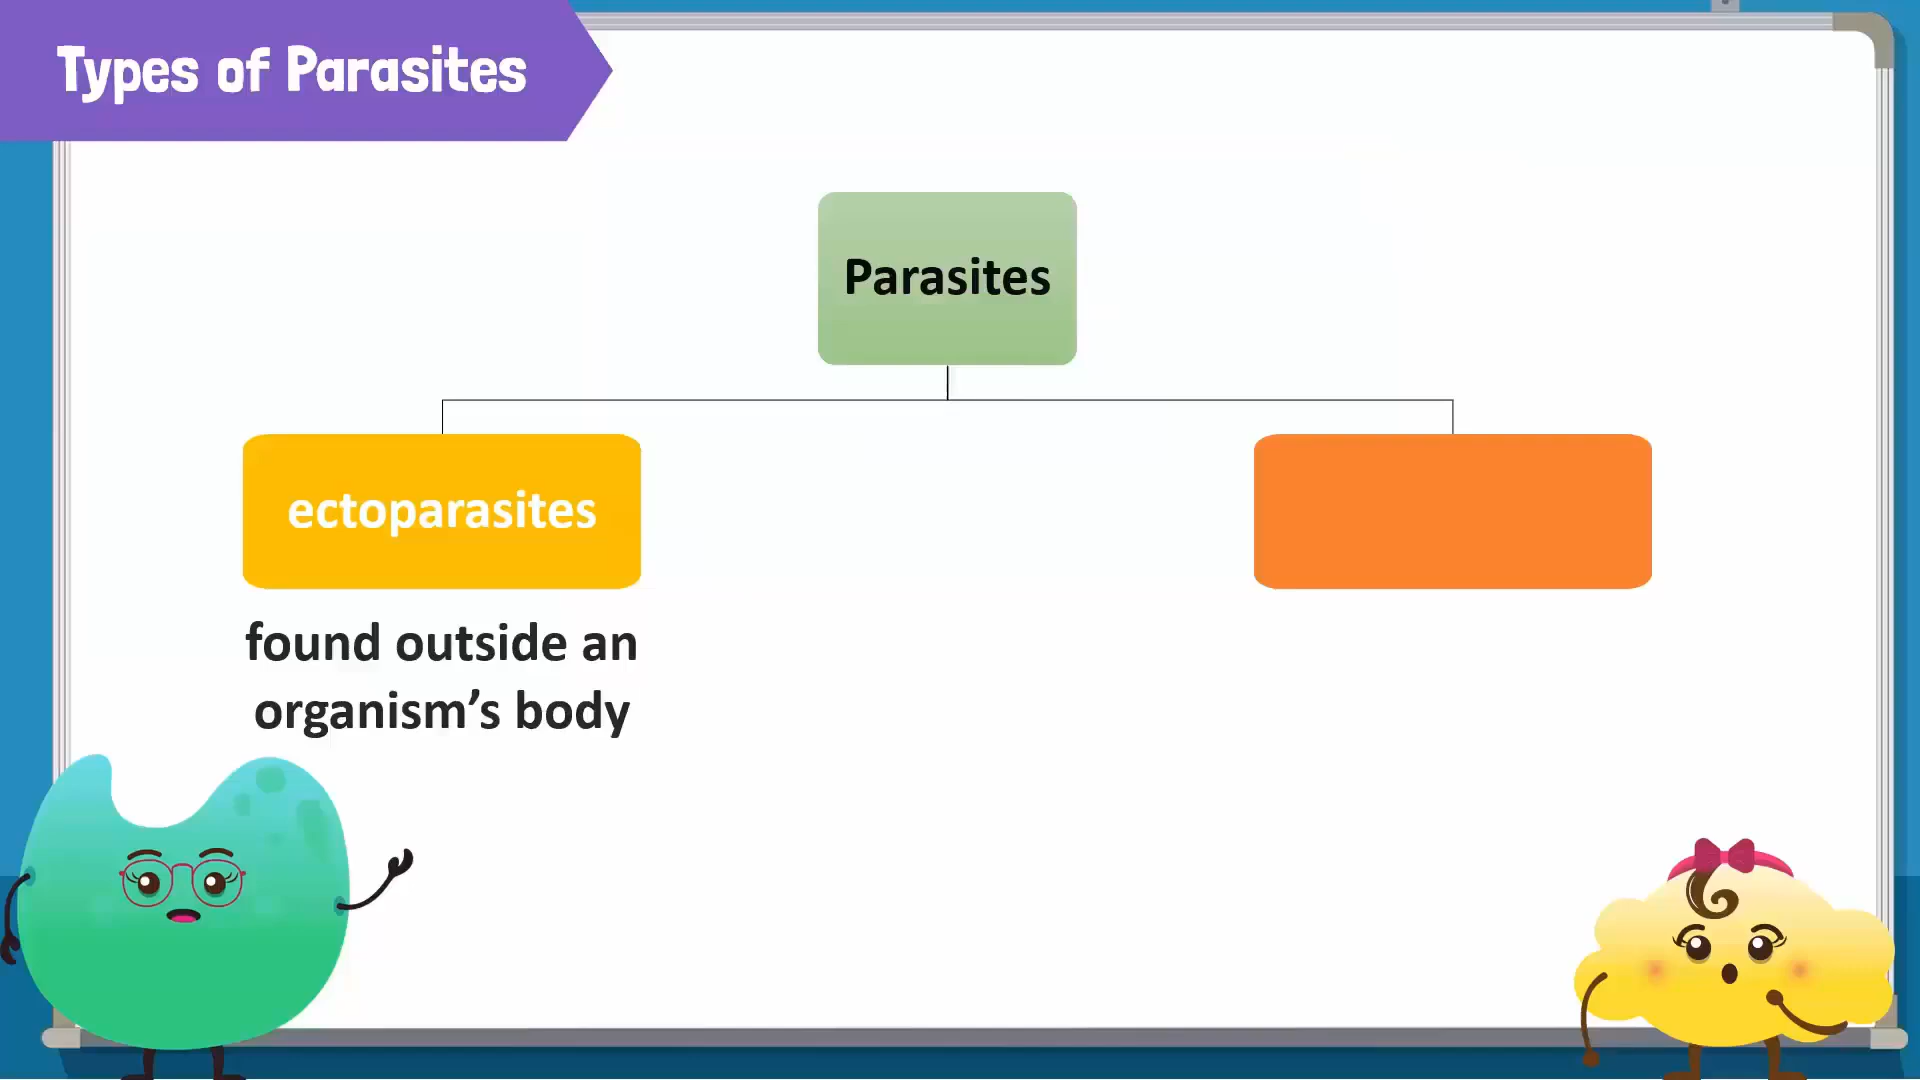 Types of Parasites
Parasites
ectoparasites
found outside an
organism’s body